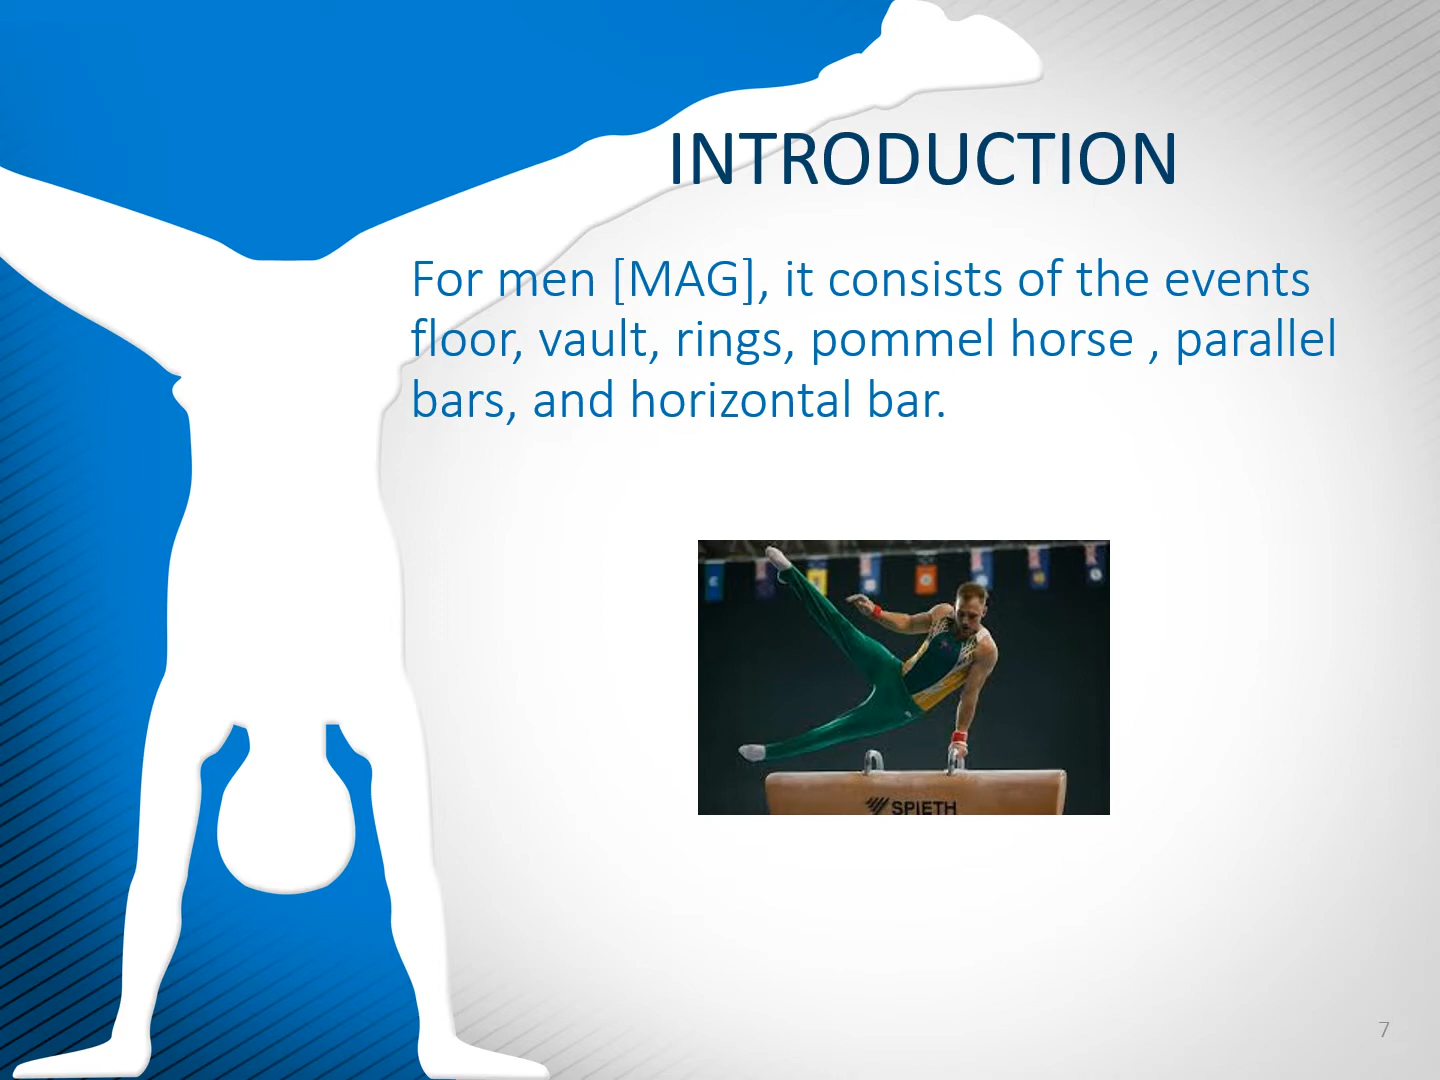 INTRODUCTION
For men [MAG], it consists of the events
floor, vault, rings, pommel horse , parallel
bars, and horizontal bar.
SPIETH
7